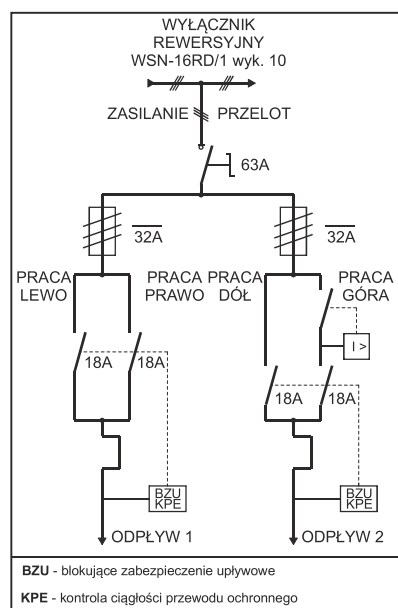 WYŁĄCZNIK
REWERSYJNY
WSN-16RD/1 wyk. 10
ZASILANIE PRZELOT
63A
32A 32A
PRACA LEWO
PRACA PRAWO
PRACA DÓŁ
PRACA GÓRA
I >
18A 18A 18A 18A
BZU KPE
BZU KPE
ODPŁYW 1 ODPŁYW 2
BZU - blokujące zabezpieczenie upływowe
KPE - kontrola ciągłości przewodu ochronnego